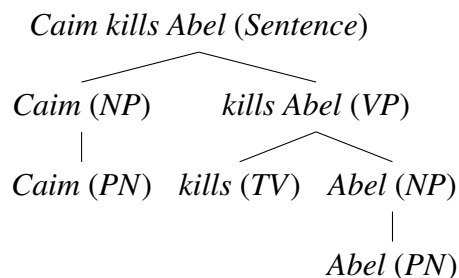 Caim kills Abel (Sentence)
Caim (NP) kills Abel (VP)
Caim (PN) kills (TV) Abel (NP)
Abel (PN)